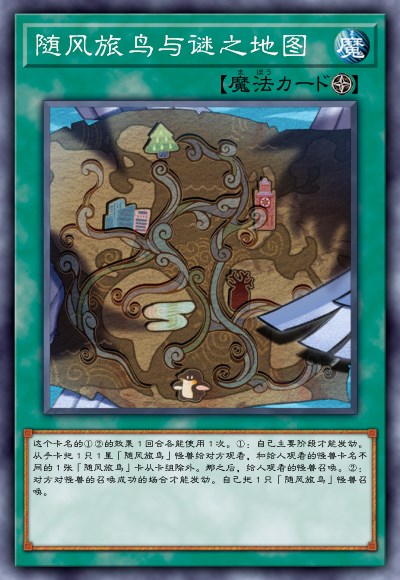 随风旅鸟与谜之地图
魔
【魔法カード】
まほう
这个卡名的①②的效果1回合各能使用1次。①：自己主要阶段才能发动。
从手卡把1只1星「随风旅鸟」怪兽给对方观看，和给人观看的怪兽卡名不
同的1张「随风旅鸟」卡从卡组除外。那之后，给人观看的怪兽召唤。②：
对方对怪兽的召唤成功的场合才能发动。自己把1只「随风旅鸟」怪兽召
唤。